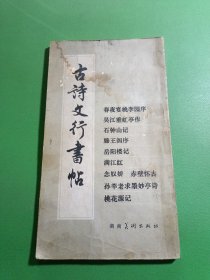 古詩文行書帖
春夜宴桃李园序
吴江垂虹亭作
石钟山记
滕王阁序
岳阳楼记
满江红
念奴娇 赤壁怀古
孙莘老求墨妙亭诗
桃花源记
湖南美術出版社